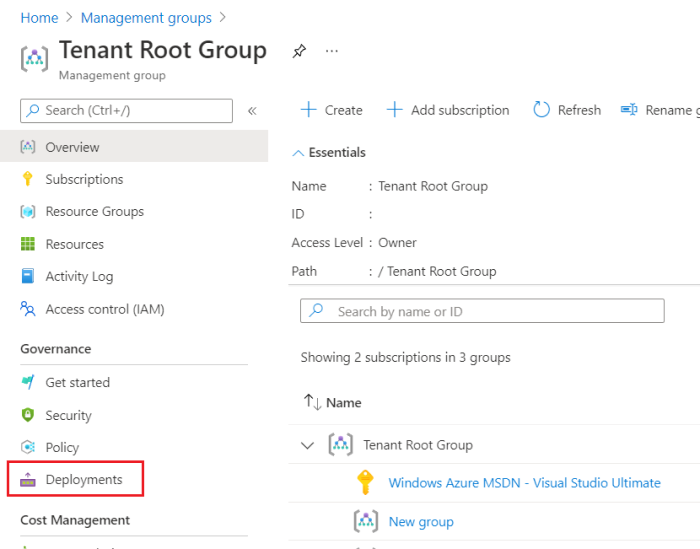 Home > Management groups >
Tenant Root Group
...
Management group
Search (Ctrl+/)
«
Create
Add subscription
Refresh
Rename g
Overview
Subscriptions
Resource Groups
Resources
Activity Log
Access control (IAM)
Governance
Get started
Security
Policy
Deployments
Cost Management
Essentials
Name : Tenant Root Group
ID :
Access Level : Owner
Path : / Tenant Root Group
Search by name or ID
Showing 2 subscriptions in 3 groups
Name
Tenant Root Group
Windows Azure MSDN - Visual Studio Ultimate
New group